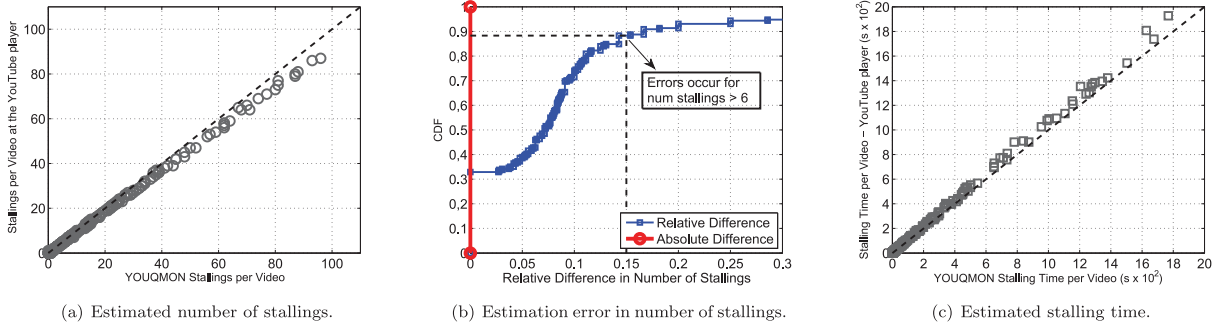 Stallings per Video at the YouTube player
100
80
60
40
20
0
0 20 40 60 80 100
YOUQMON Stallings per Video
(a) Estimated number of stallings.
CDF
1
0.9
0.8
0.7
0.6
0.5
0.4
0.3
0.2
0.1
0
Errors occur for
num stallings > 6
Relative Difference
Absolute Difference
0 0.05 0.1 0.15 0.2 0.25 0.3
Relative Difference in Number of Stallings
(b) Estimation error in number of stallings.
Stalling Time per Video – YouTube player (s x 10²)
20
18
16
14
12
10
8
6
4
2
0
0 2 4 6 8 10 12 14 16 18 20
YOUQMON Stalling Time per Video (s x 10²)
(c) Estimated stalling time.